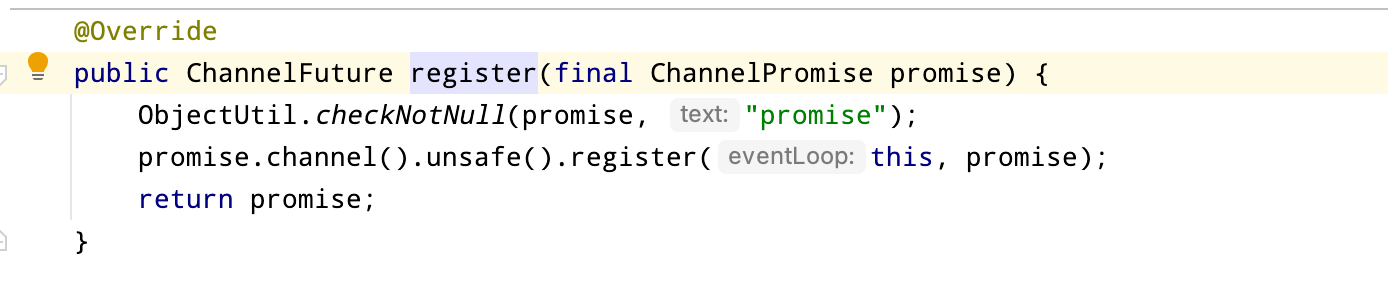 @Override
public ChannelFuture register(final ChannelPromise promise) {
ObjectUtil.checkNotNull(promise, text: "promise");
promise.channel().unsafe().register( eventLoop: this, promise);
return promise;
}